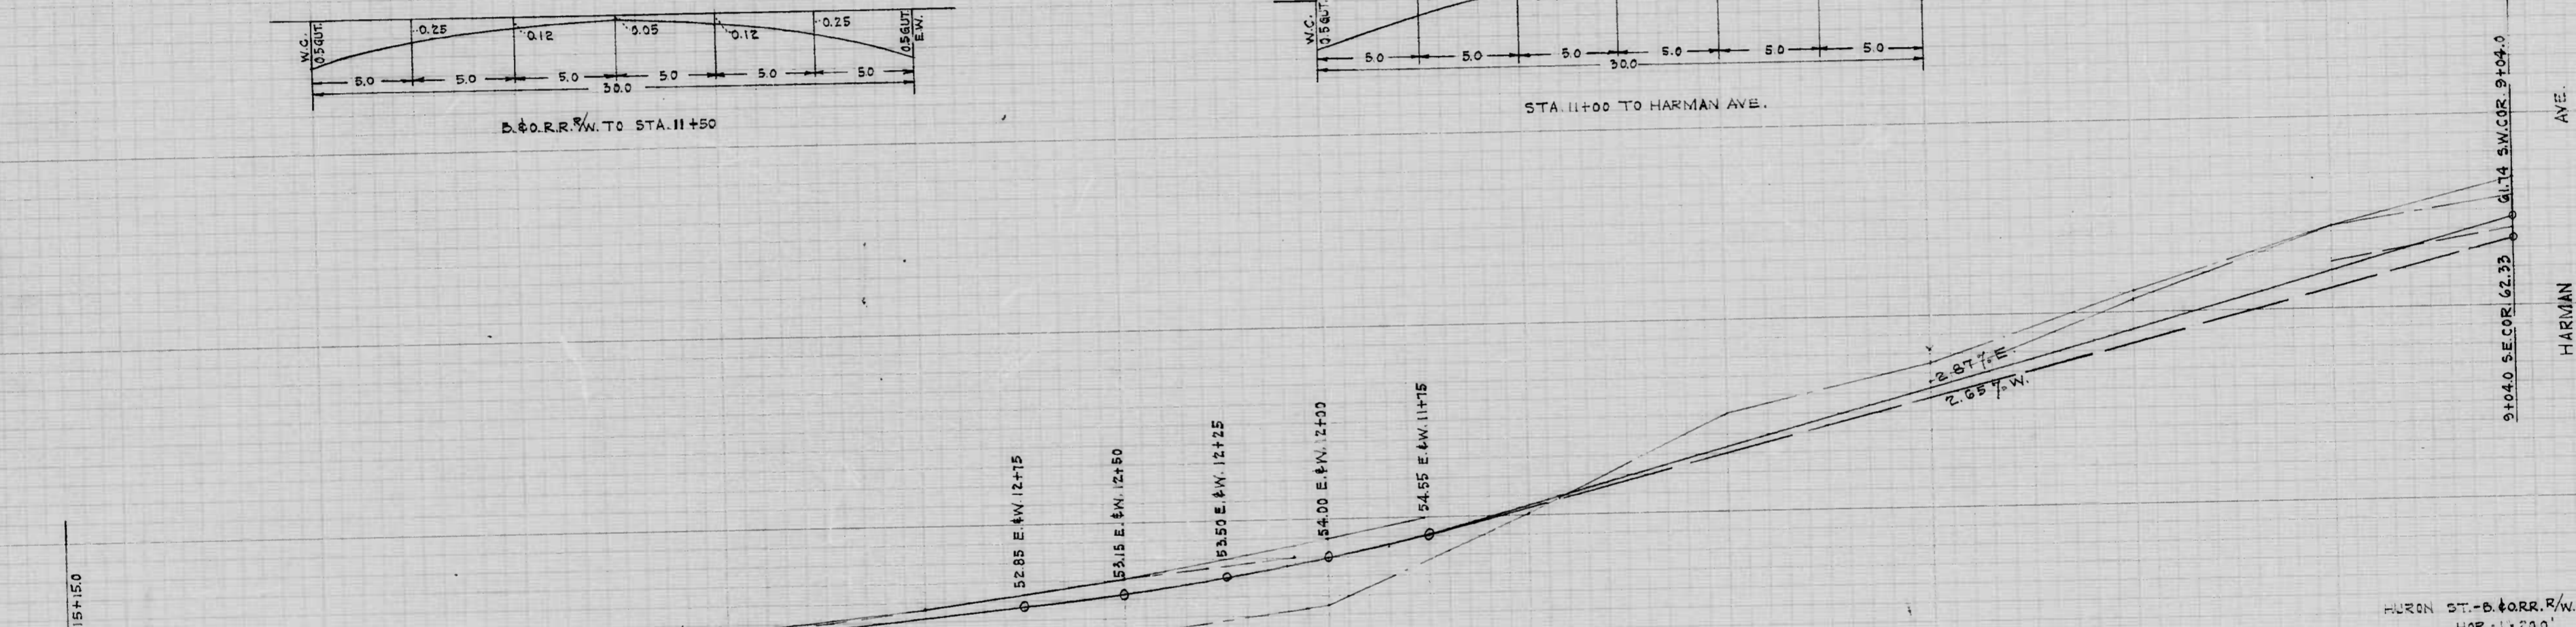 W.C.
0.5 GUT.
0.25
0.12
0.05
0.12
0.25
0.5 GUT.
E.W.
5.0 5.0 5.0 5.0 5.0 5.0
30.0
B.&O.R.R. R/W. TO STA. 11+50
W.C.
0.5 GUT.
5.0 5.0 5.0 5.0 5.0 5.0
30.0
STA. 11+00 TO HARMAN AVE.
61.74 S.W. COR. 9+04.0
9+04.0 S.E. COR. 62.33
HARMAN AVE.
2.87% E.
2.65% W.
54.55 E.&W. 11+75
54.00 E.&W. 12+00
53.50 E.&W. 12+25
53.15 E.&W. 12+50
52.85 E.&W. 12+75
15+15.0
HURON ST.-B.&O.RR. R/W.